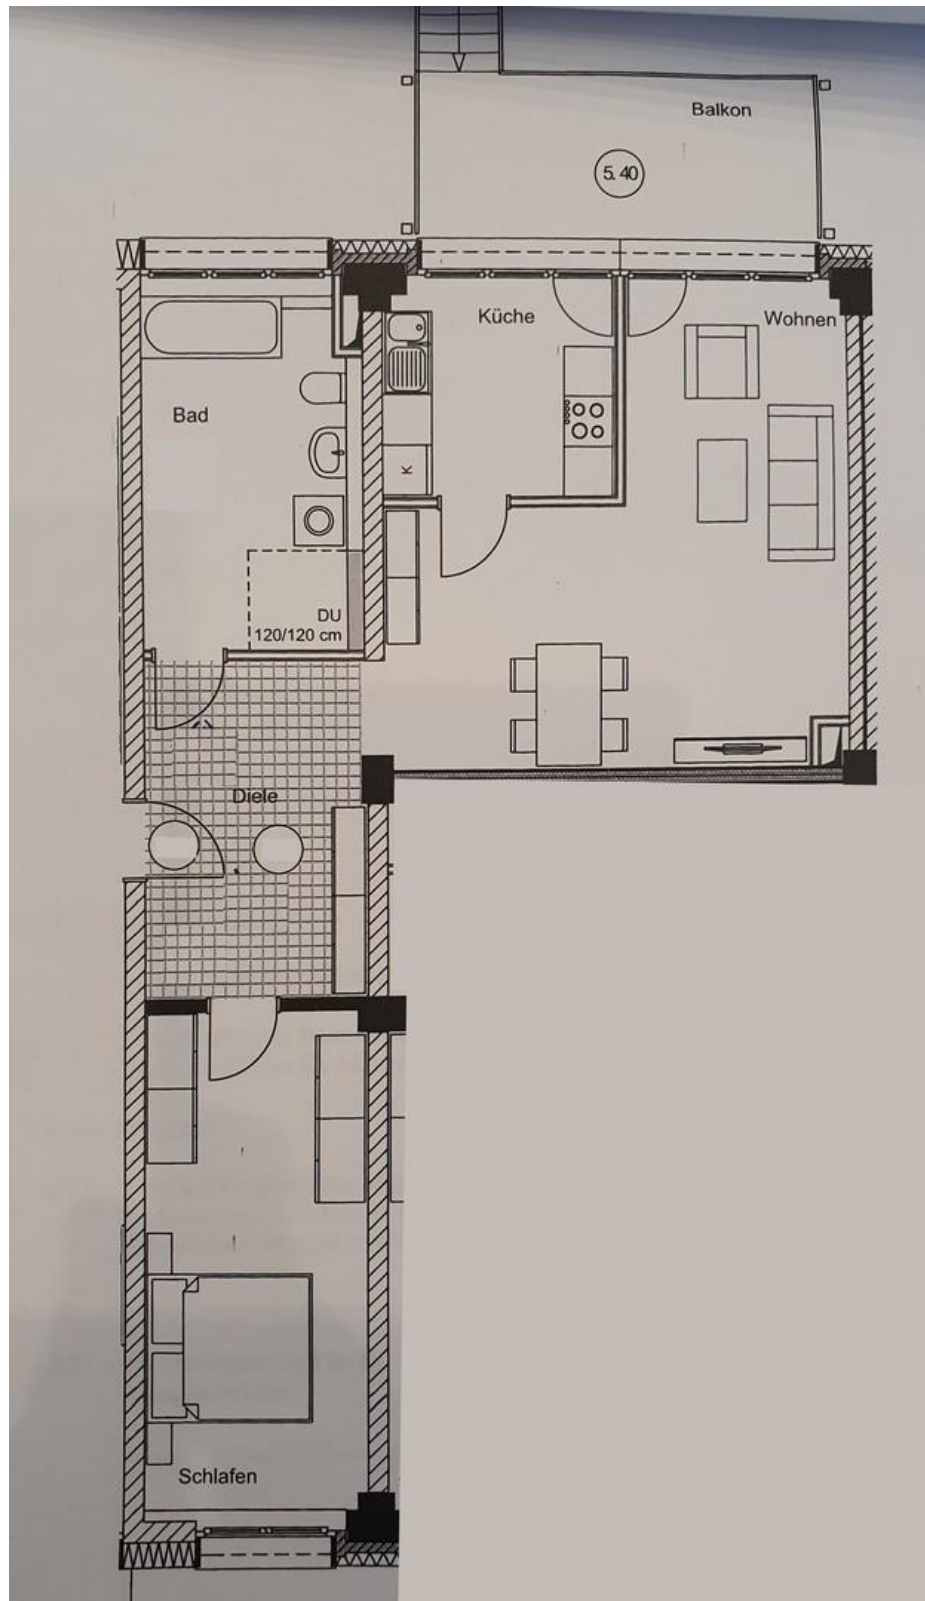 Balkon
5.40
Küche
Wohnen
Bad
K
DU
120/120 cm
Diele
Schlafen